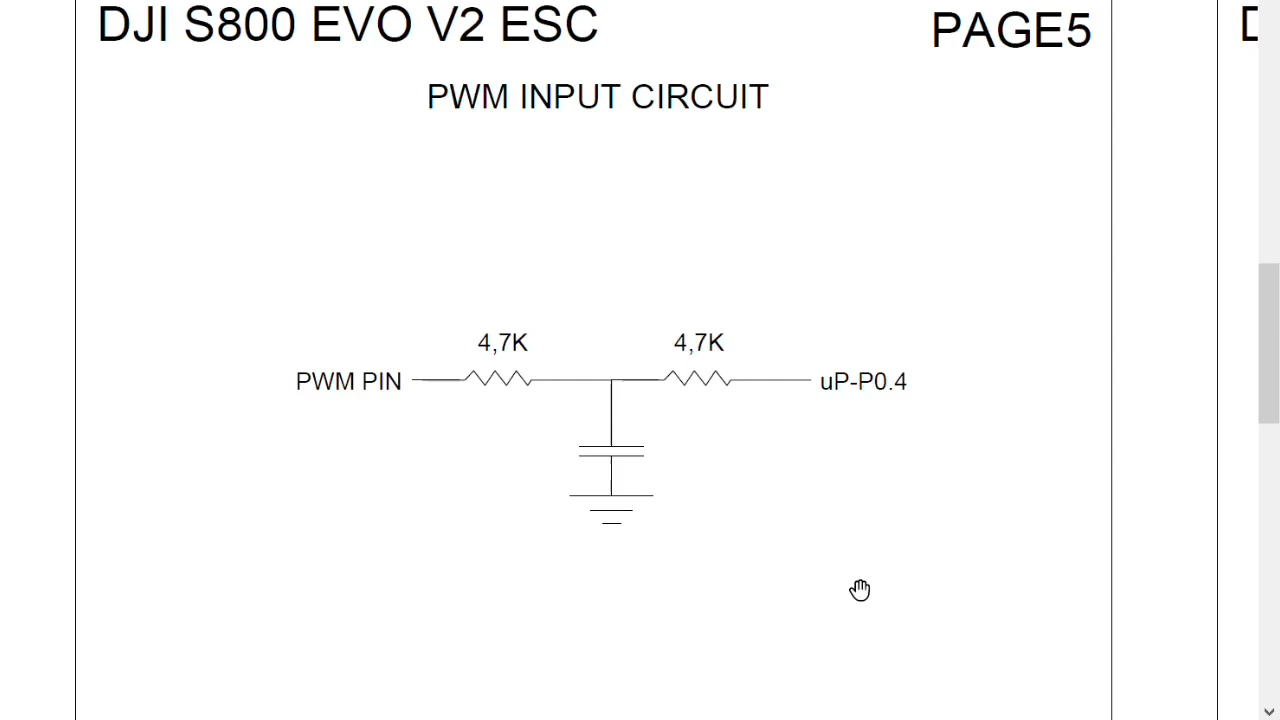 DJI S800 EVO V2 ESC
PAGE5
PWM INPUT CIRCUIT
4,7K
4,7K
PWM PIN
uP-P0.4